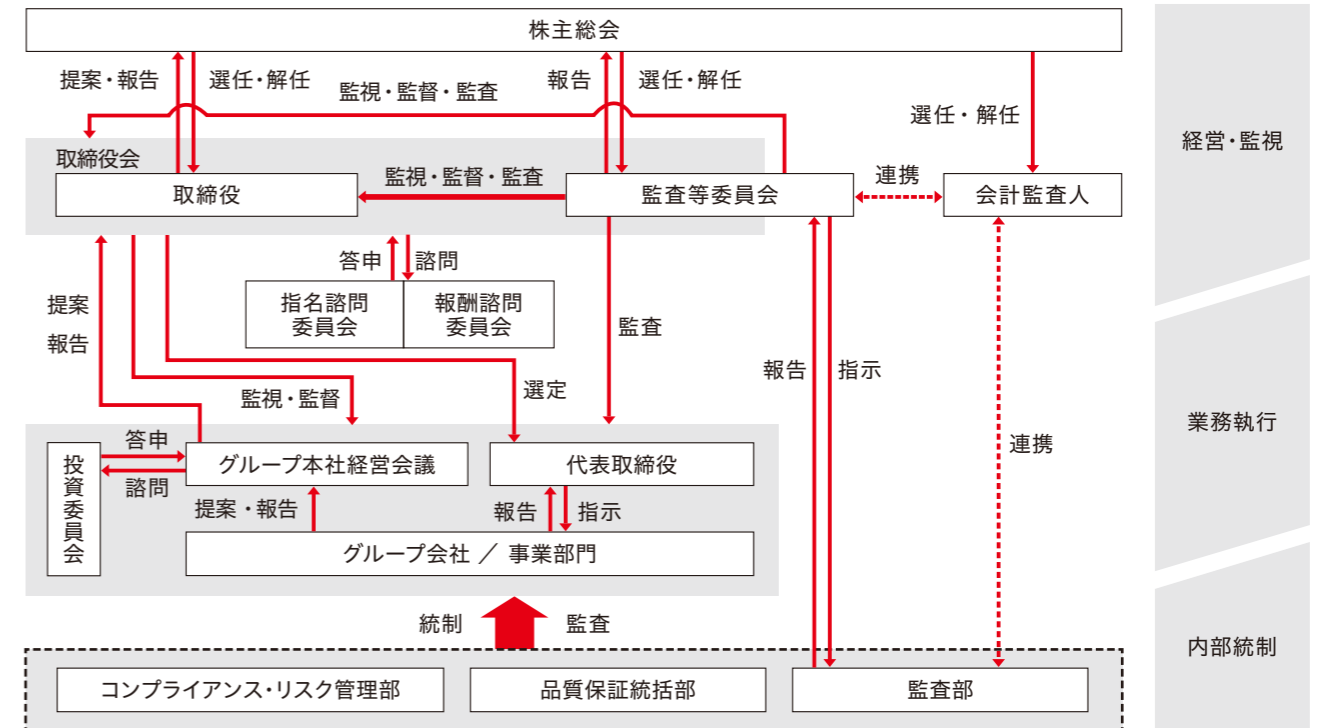 株主総会
提案・報告
選任・解任
報告
選任・解任
監視・監督・監査
選任・解任
経営・監視
取締役会
取締役
監視・監督・監査
監査等委員会
連携
会計監査人
答申
諮問
指名諮問
委員会
報酬諮問
委員会
提案
報告
監査
報告
指示
監視・監督
選定
業務執行
連携
投資委員会
答申
諮問
グループ本社経営会議
代表取締役
提案・報告
報告
指示
グループ会社 ／ 事業部門
統制
監査
内部統制
コンプライアンス・リスク管理部
品質保証統括部
監査部